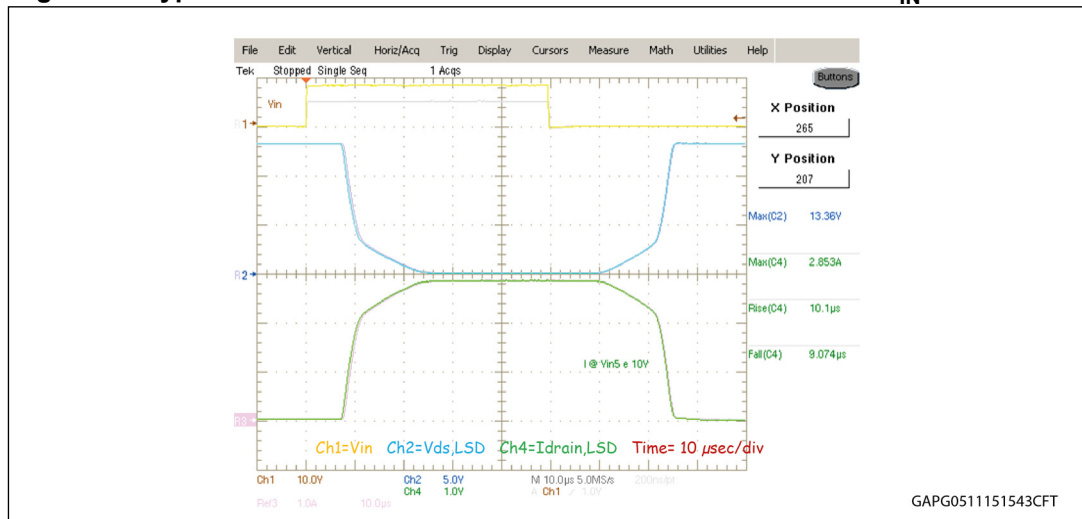 IN
File Edit Vertical Horiz/Acq Trig Display Cursors Measure Math Utilities Help
Tek Stopped Single Seq 1 Acqs
Buttons
Vin
1
X Position
265
Y Position
207
Max(C2) 13.36V
Max(C4) 2.853A
R2
Rise(C4) 10.1µs
Fall(C4) 9.074µs
I @ Vin5 e 10V
R3
Ch1=Vin Ch2=Vds,LSD Ch4=Idrain,LSD Time= 10 µsec/div
Ch1 10.0V Ch2 5.0V M 10.0µs 5.0MS/s 200ns/pt
Ch4 1.0V A Ch1 / 1.0V
Ref3 1.0A 10.0µs
GAPG0511151543CFT